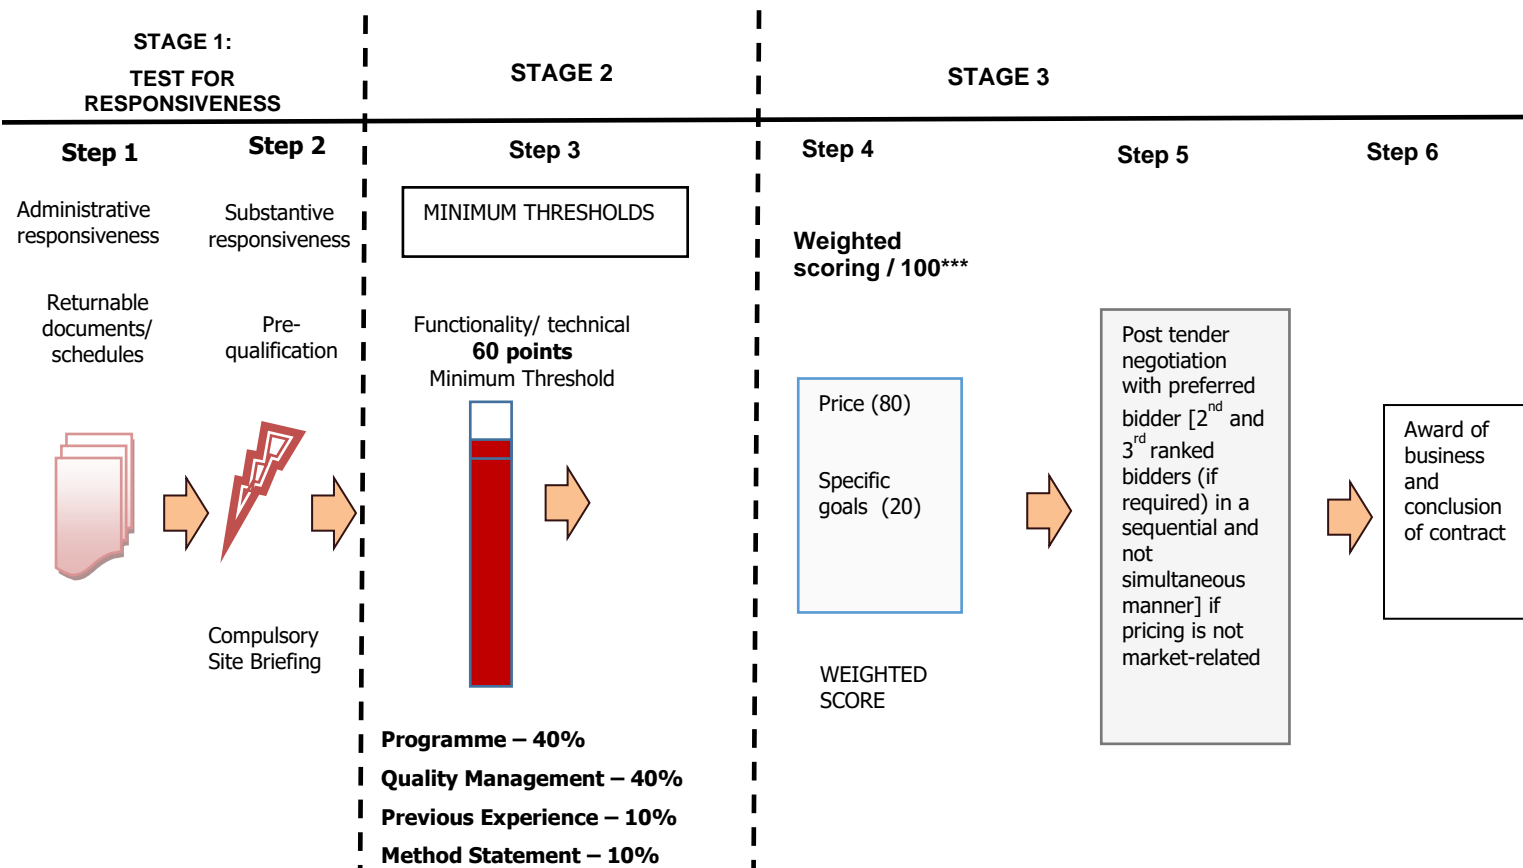 STAGE 1:
TEST FOR
RESPONSIVENESS
STAGE 2
STAGE 3
Step 1
Step 2
Step 3
Step 4
Step 5
Step 6
Administrative
responsiveness
Returnable
documents/
schedules
Substantive
responsiveness
Pre-
qualification
Compulsory
Site Briefing
MINIMUM THRESHOLDS
Functionality/ technical
60 points
Minimum Threshold
Programme – 40%
Quality Management – 40%
Previous Experience – 10%
Method Statement – 10%
Weighted
scoring / 100***
Price (80)
Specific
goals (20)
WEIGHTED
SCORE
Post tender
negotiation
with preferred
bidder [2nd and
3rd ranked
bidders (if
required) in a
sequential and
not
simultaneous
manner] if
pricing is not
market-related
Award of
business
and
conclusion
of contract